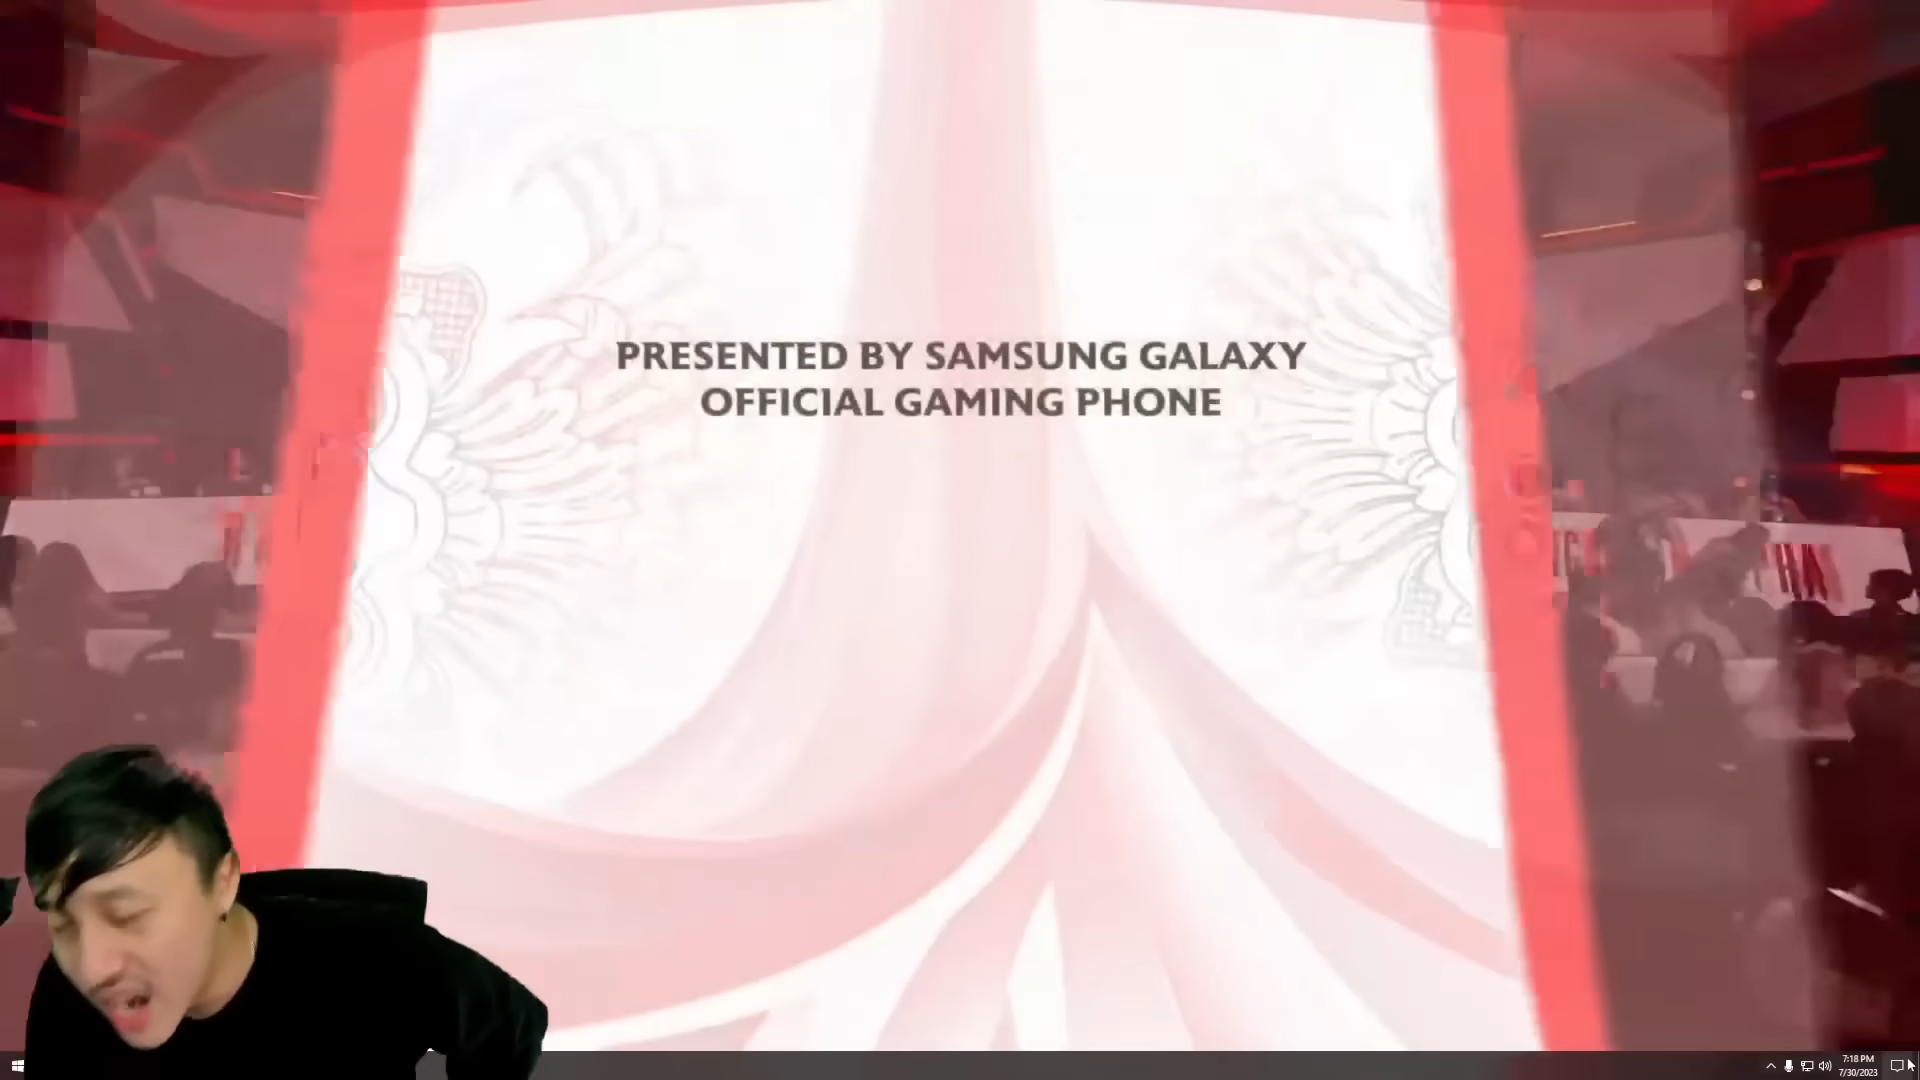 PRESENTED BY SAMSUNG GALAXY
OFFICIAL GAMING PHONE
7:18 PM
7/30/2023